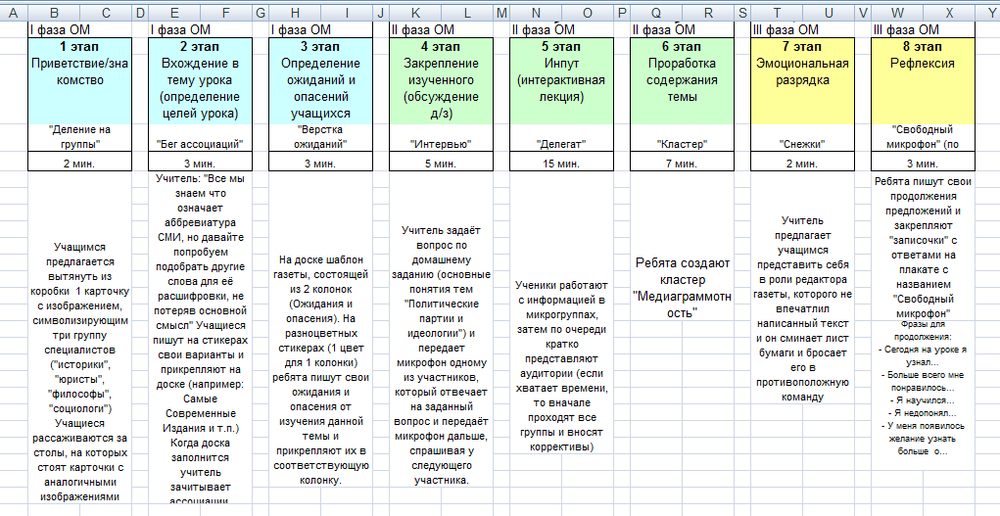 A B C D E F G H I J K L M N O P Q R S T U V W X Y
I фаза ОМ
1 этап
Приветствие/зна
комство
"Деление на
группы"
2 мин.
Учащимся
предлагается
вытянуть из
коробки 1 карточку
с изображением,
символизирующим
три группу
специалистов
("историки",
"юристы",
"философы",
"социологи")
Учащиеся
рассаживаются за
столы, на которых
стоят карточки с
аналогичными
изображениями
I фаза ОМ
2 этап
Вхождение в
тему урока
(определение
целей урока)
"Бег ассоциаций"
3 мин.
Учитель: "Все мы
знаем что
означает
аббревиатура
СМИ, но давайте
попробуем
подобрать другие
слова для её
расшифровки, не
потеряв основной
смысл" Учащиеся
пишут на стикерах
свои варианты и
прикрепляют на
доске (например:
Самые
Современные
Издания и т.п.)
Когда доска
заполнится
учитель
зачитывает
ассоциации
I фаза ОМ
3 этап
Определение
ожиданий и
опасений
учащихся
"Верстка
ожиданий"
3 мин.
На доске шаблон
газеты, состоящей
из 2 колонок
(Ожидания и
опасения). На
разноцветных
стикерах (1 цвет
для 1 колонки)
ребята пишут свои
ожидания и
опасения от
изучения данной
темы и
прикрепляют их в
соответствующую
колонку.
II фаза ОМ
4 этап
Закрепление
изученного
(обсуждение
д/з)
"Интервью"
5 мин.
Учитель задаёт
вопрос по
домашнему
заданию (основные
понятия тем
"Политические
партии и
идеологии") и
передает
микрофон одному
из участников,
который отвечает
на заданный
вопрос и передаёт
микрофон дальше,
спрашивая у
следующего
участника.
II фаза ОМ
5 этап
Инпут
(интерактивная
лекция)
"Делегат"
15 мин.
Ученики работают
с информацией в
микрогруппах,
затем по очереди
кратко
представляют
аудитории (если
хватает времени,
то вначале
проходят все
группы и вносят
коррективы)
II фаза ОМ
6 этап
Проработка
содержания
темы
"Кластер"
7 мин.
Ребята создают
кластер
"Медиаграммотн
ость"
III фаза ОМ
7 этап
Эмоциональная
разрядка
"Снежки"
2 мин.
Учитель
предлагает
учащимся
представить себя
в роли редактора
газеты, которого не
впечатлил
написанный текст
и он сминает лист
бумаги и бросает
его в
противоположную
команду
III фаза ОМ
8 этап
Рефлексия
"Свободный
микрофон" (по
3 мин.
Ребята пишут свои
продолжения
предложений и
закрепляют
"записочки" с
ответами на
плакате с
названием
"Свободный
микрофон"
Фразы для
продолжения:
- Сегодня на уроке я
узнал...
- Больше всего мне
понравилось...
- Я научился...
- Я недопонял...
- У меня появилось
желание узнать
больше о...